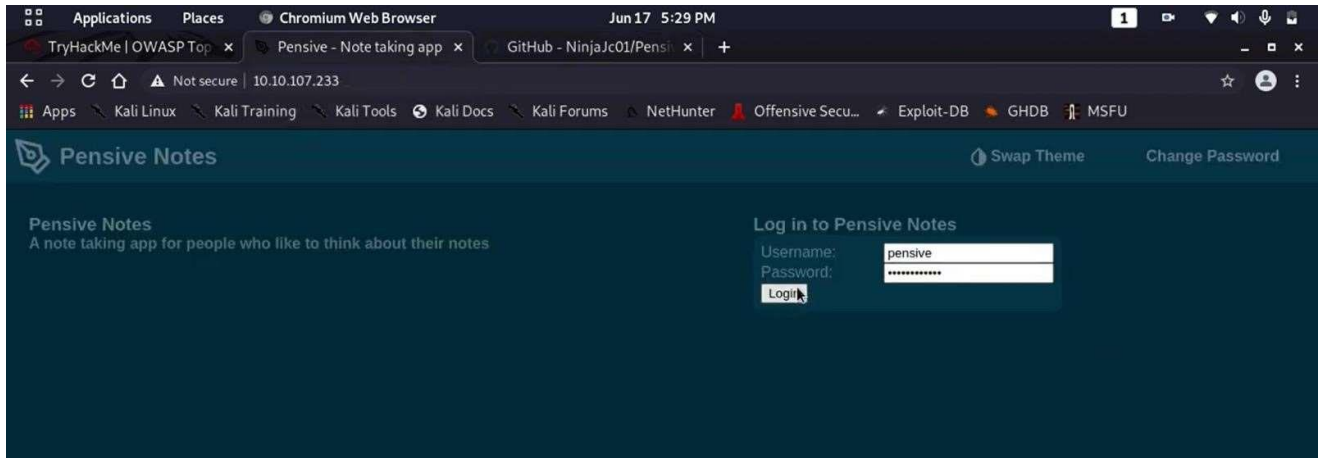 Applications Places Chromium Web Browser Jun 17 5:29 PM 1
TryHackMe | OWASP Top Pensive - Note taking app GitHub - NinjaJc01/Pensi
Not secure 10.10.107.233
Apps Kali Linux Kali Training Kali Tools Kali Docs Kali Forums NetHunter Offensive Secu... Exploit-DB GHDB MSFU
Pensive Notes Swap Theme Change Password
Pensive Notes
A note taking app for people who like to think about their notes
Log in to Pensive Notes
Username: pensive
Password: ••••••••••••
Login